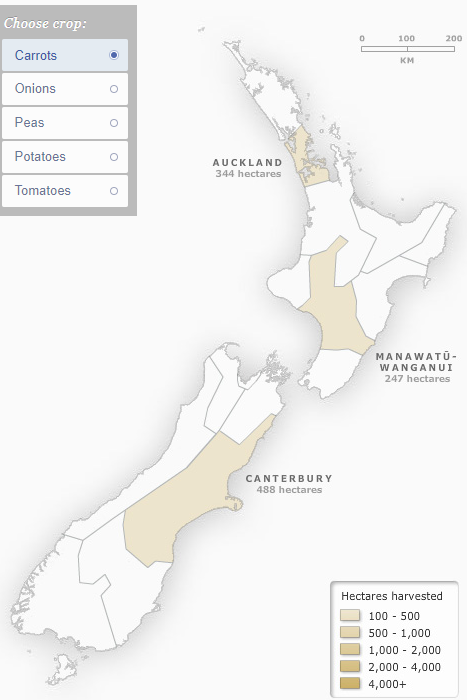 Choose crop:
Carrots
Onions
Peas
Potatoes
Tomatoes
0 100 200
KM
AUCKLAND
344 hectares
MANAWATŪ-
WANGANUI
247 hectares
CANTERBURY
488 hectares
Hectares harvested
100 - 500
500 - 1,000
1,000 - 2,000
2,000 - 4,000
4,000+